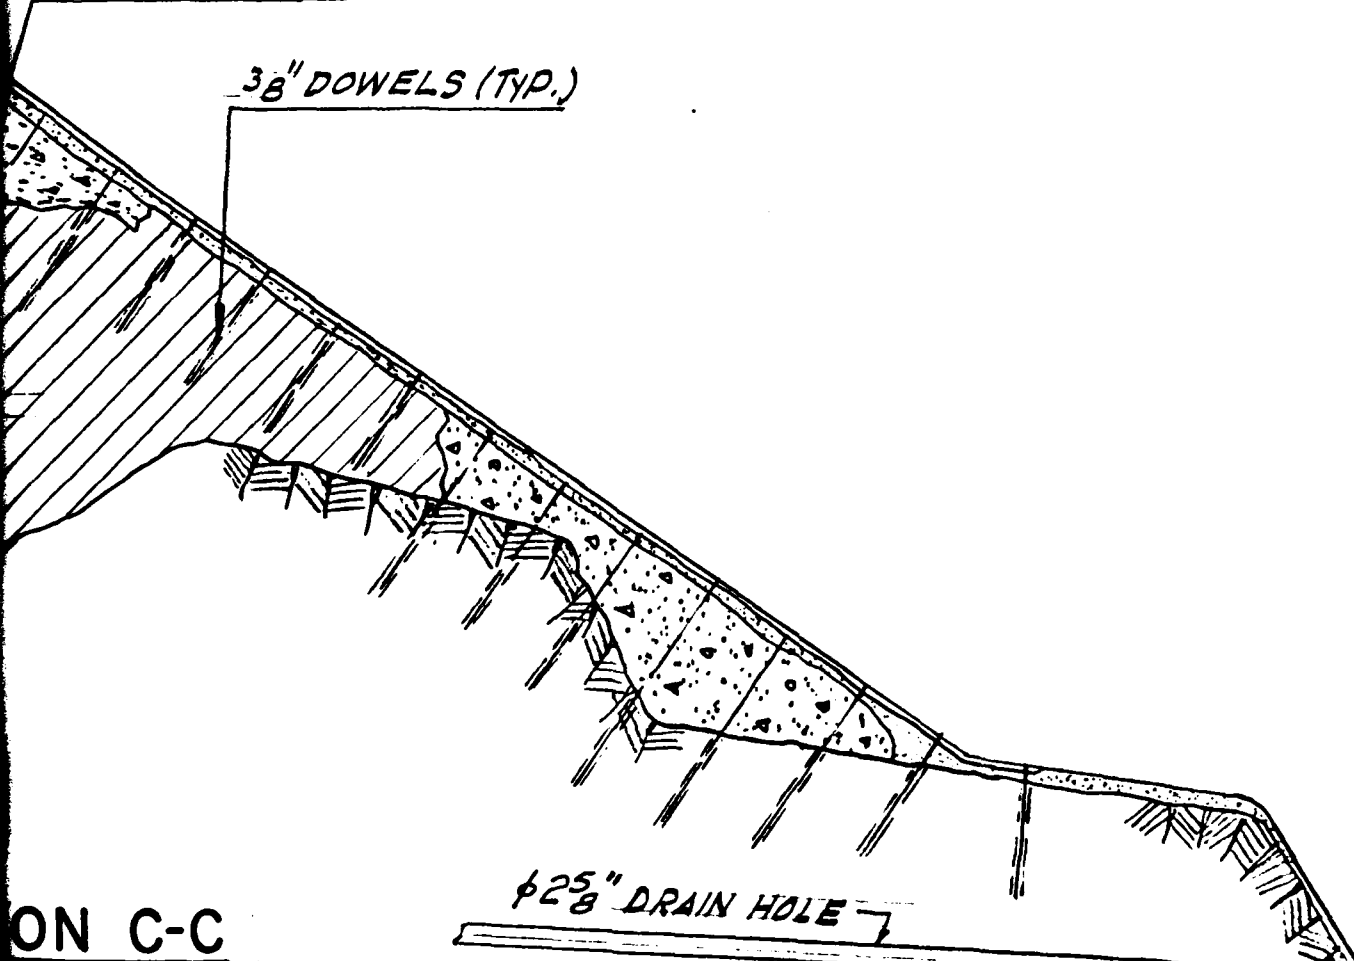 3/8" DOWELS (TYP.)
ϕ2 5/8" DRAIN HOLE
ON C-C